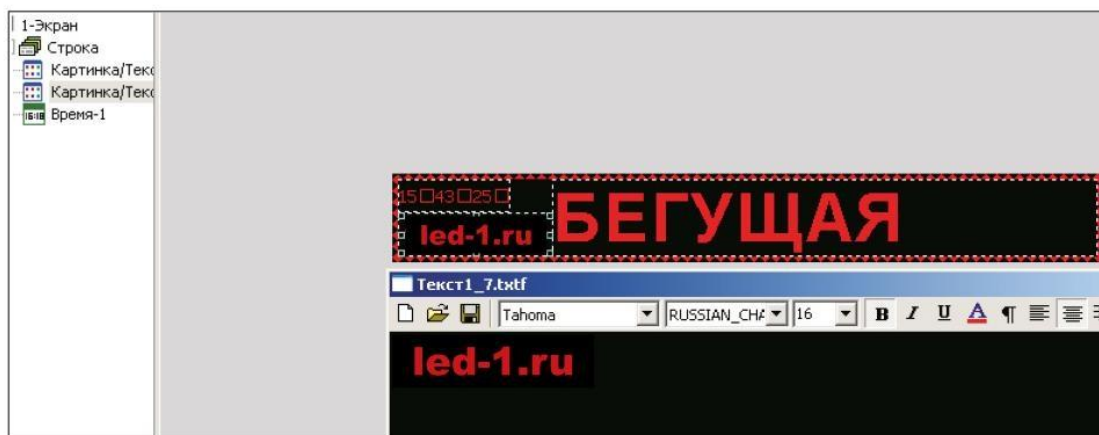 1-Экран
Строка
Картинка/Текс
Картинка/Текс
Время-1
15□43□25□
БЕГУЩАЯ
led-1.ru
Текст1_7.txtf
Tahoma
RUSSIAN_CHA
16
B I U A ¶
led-1.ru